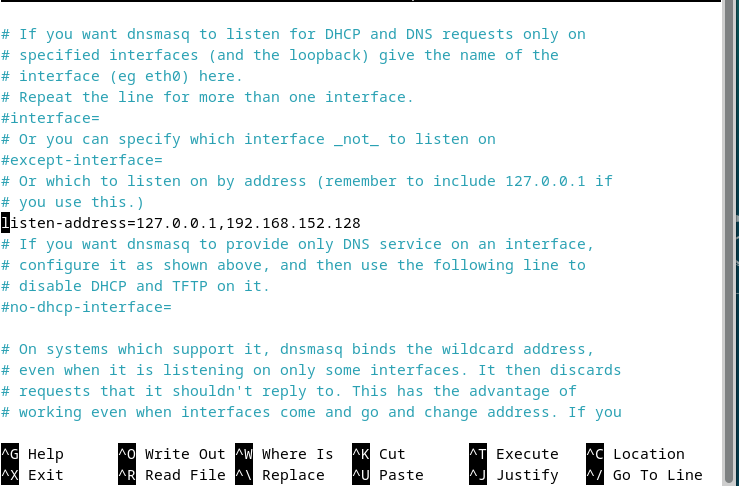 # If you want dnsmasq to listen for DHCP and DNS requests only on
# specified interfaces (and the loopback) give the name of the
# interface (eg eth0) here.
# Repeat the line for more than one interface.
#interface=
# Or you can specify which interface _not_ to listen on
#except-interface=
# Or which to listen on by address (remember to include 127.0.0.1 if
# you use this.)
listen-address=127.0.0.1,192.168.152.128
# If you want dnsmasq to provide only DNS service on an interface,
# configure it as shown above, and then use the following line to
# disable DHCP and TFTP on it.
#no-dhcp-interface=

# On systems which support it, dnsmasq binds the wildcard address,
# even when it is listening on only some interfaces. It then discards
# requests that it shouldn't reply to. This has the advantage of
# working even when interfaces come and go and change address. If you

^G Help ^O Write Out ^W Where Is ^K Cut ^T Execute ^C Location
^X Exit ^R Read File ^\ Replace ^U Paste ^J Justify ^/ Go To Line